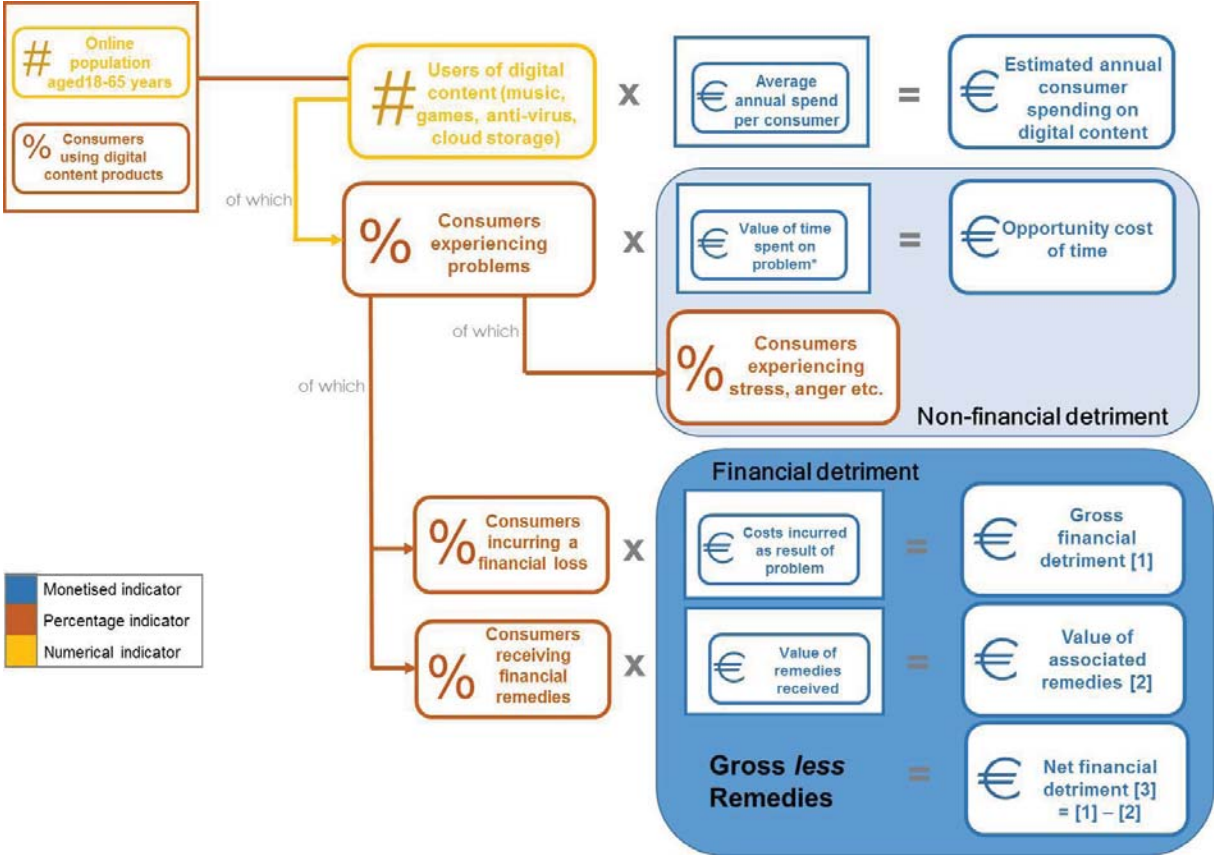 # Online
population
aged18-65 years
% Consumers
using digital
content products
# Users of digital
content (music,
games, anti-virus,
cloud storage)
x
€ Average
annual spend
per consumer
=
€ Estimated annual
consumer
spending on
digital content
of which
% Consumers
experiencing
problems
x
€ Value of time
spent on
problem*
=
€ Opportunity cost
of time
of which
% Consumers
experiencing
stress, anger etc.
Non-financial detriment
of which
Financial detriment
% Consumers
incurring a
financial loss
x
€ Costs incurred
as result of
problem
=
€ Gross
financial
detriment [1]
% Consumers
receiving
financial
remedies
x
€ Value of
remedies
received
=
€ Value of
associated
remedies [2]
Gross less
Remedies
=
€ Net financial
detriment [3]
= [1] – [2]
Monetised indicator
Percentage indicator
Numerical indicator